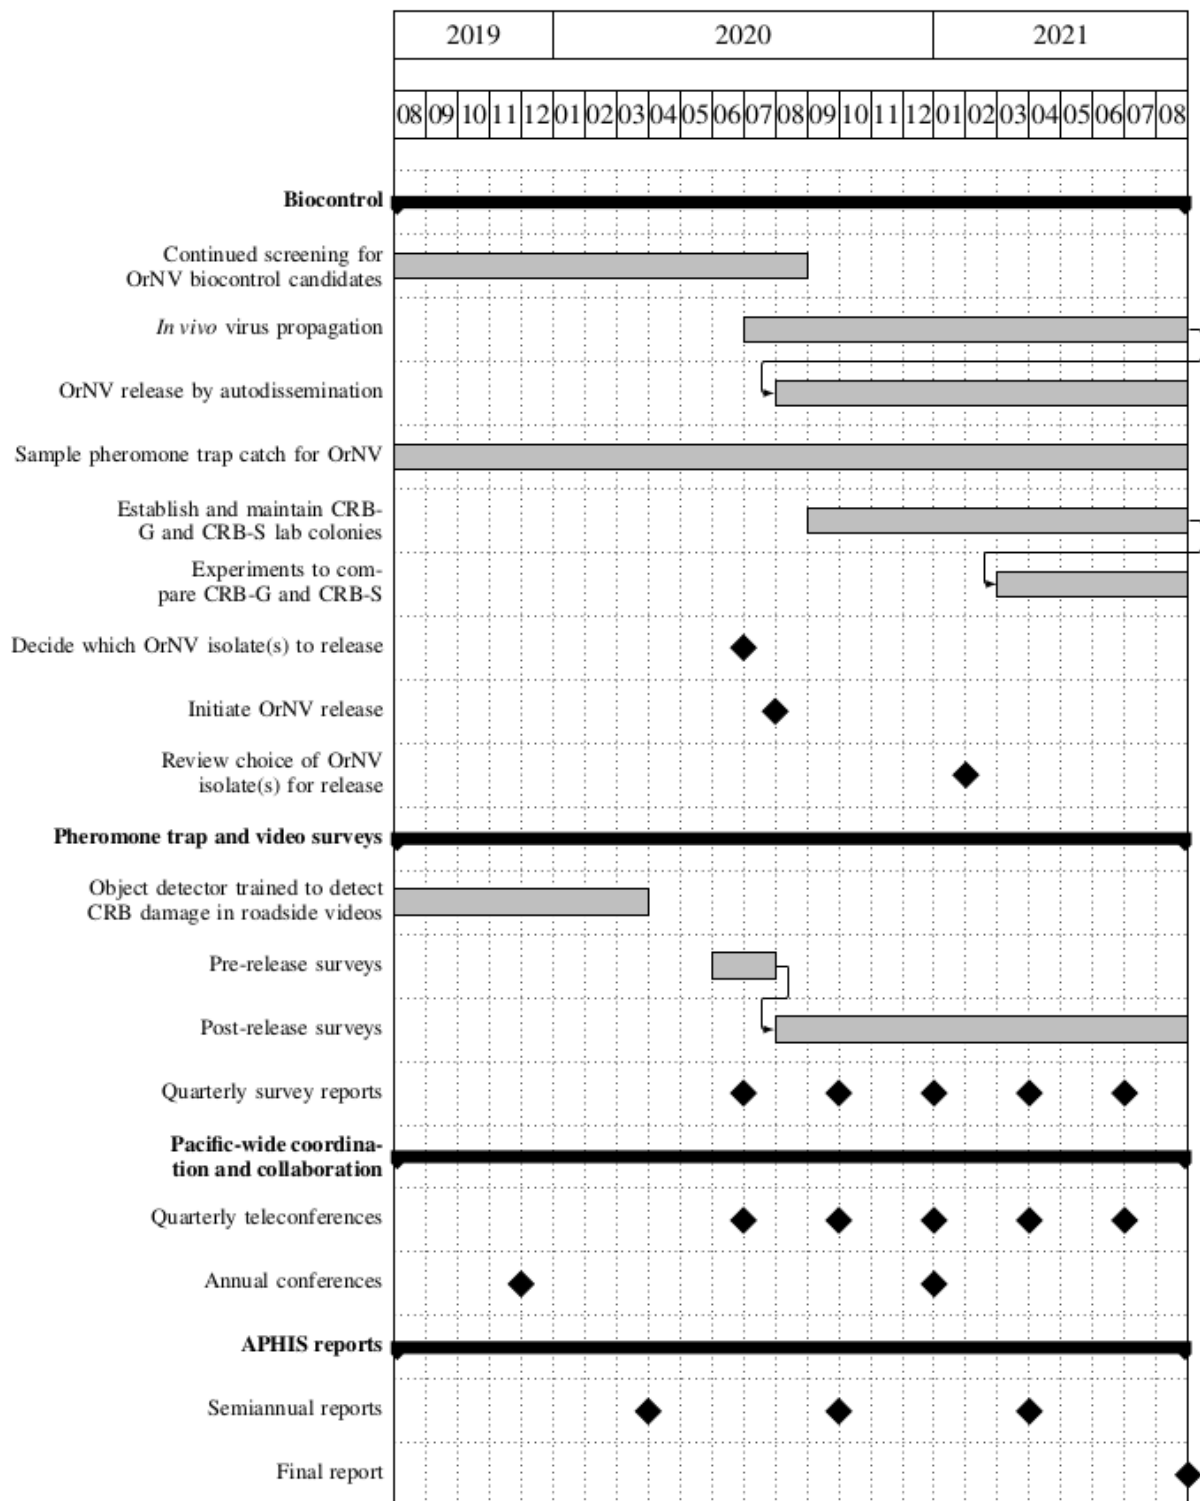 2019 2020 2021
08 09 10 11 12 01 02 03 04 05 06 07 08 09 10 11 12 01 02 03 04 05 06 07 08
Biocontrol
Continued screening for
OrNV biocontrol candidates
In vivo virus propagation
OrNV release by autodissemination
Sample pheromone trap catch for OrNV
Establish and maintain CRB-
G and CRB-S lab colonies
Experiments to com-
pare CRB-G and CRB-S
Decide which OrNV isolate(s) to release
Initiate OrNV release
Review choice of OrNV
isolate(s) for release
Pheromone trap and video surveys
Object detector trained to detect
CRB damage in roadside videos
Pre-release surveys
Post-release surveys
Quarterly survey reports
Pacific-wide coordina-
tion and collaboration
Quarterly teleconferences
Annual conferences
APHIS reports
Semiannual reports
Final report